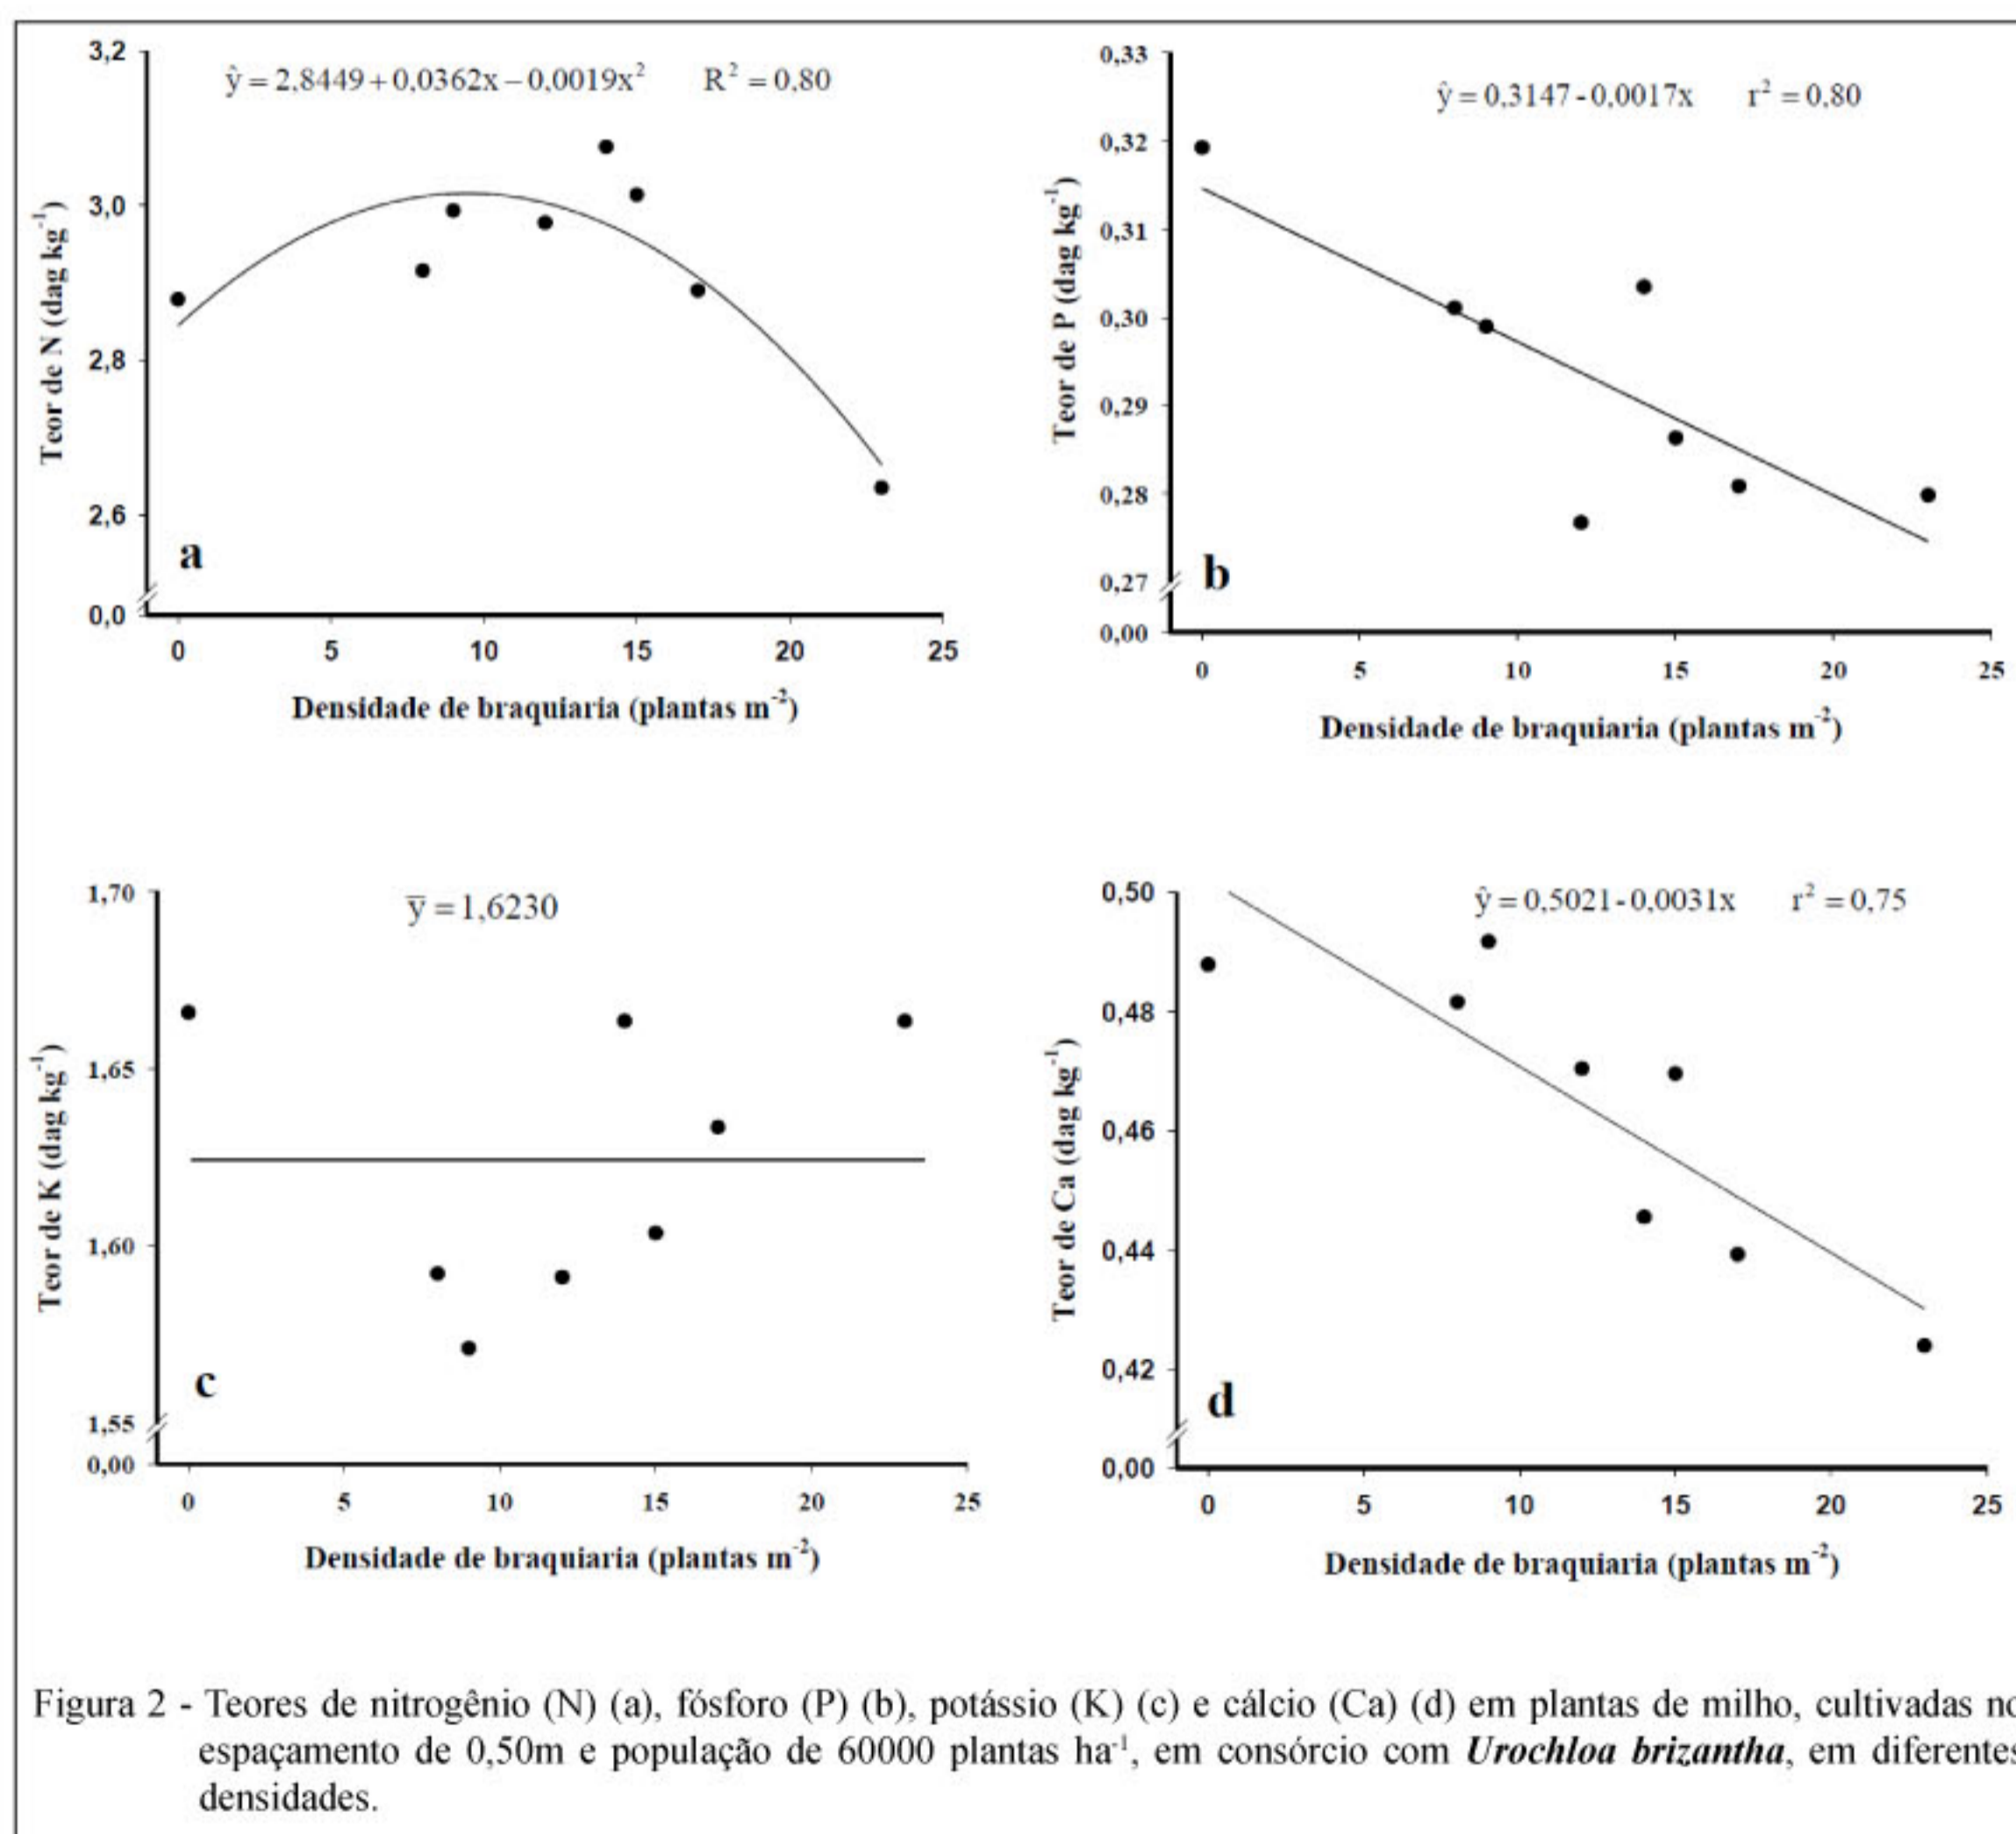 3,2
ŷ = 2,8449 + 0,0362x − 0,0019x² R² = 0,80
3,0
2,8
2,6
0,0
Teor de N (dag kg⁻¹)
a
0 5 10 15 20 25
Densidade de braquiaria (plantas m⁻²)
0,33
ŷ = 0,3147 - 0,0017x r² = 0,80
0,32
0,31
0,30
0,29
0,28
0,27
0,00
Teor de P (dag kg⁻¹)
b
0 5 10 15 20 25
Densidade de braquiaria (plantas m⁻²)
1,70
y̅ = 1,6230
1,65
1,60
1,55
0,00
Teor de K (dag kg⁻¹)
c
0 5 10 15 20 25
Densidade de braquiaria (plantas m⁻²)
0,50
ŷ = 0,5021 - 0,0031x r² = 0,75
0,48
0,46
0,44
0,42
0,00
Teor de Ca (dag kg⁻¹)
d
0 5 10 15 20 25
Densidade de braquiaria (plantas m⁻²)
Figura 2 - Teores de nitrogênio (N) (a), fósforo (P) (b), potássio (K) (c) e cálcio (Ca) (d) em plantas de milho, cultivadas no
espaçamento de 0,50m e população de 60000 plantas ha⁻¹, em consórcio com Urochloa brizantha, em diferentes
densidades.